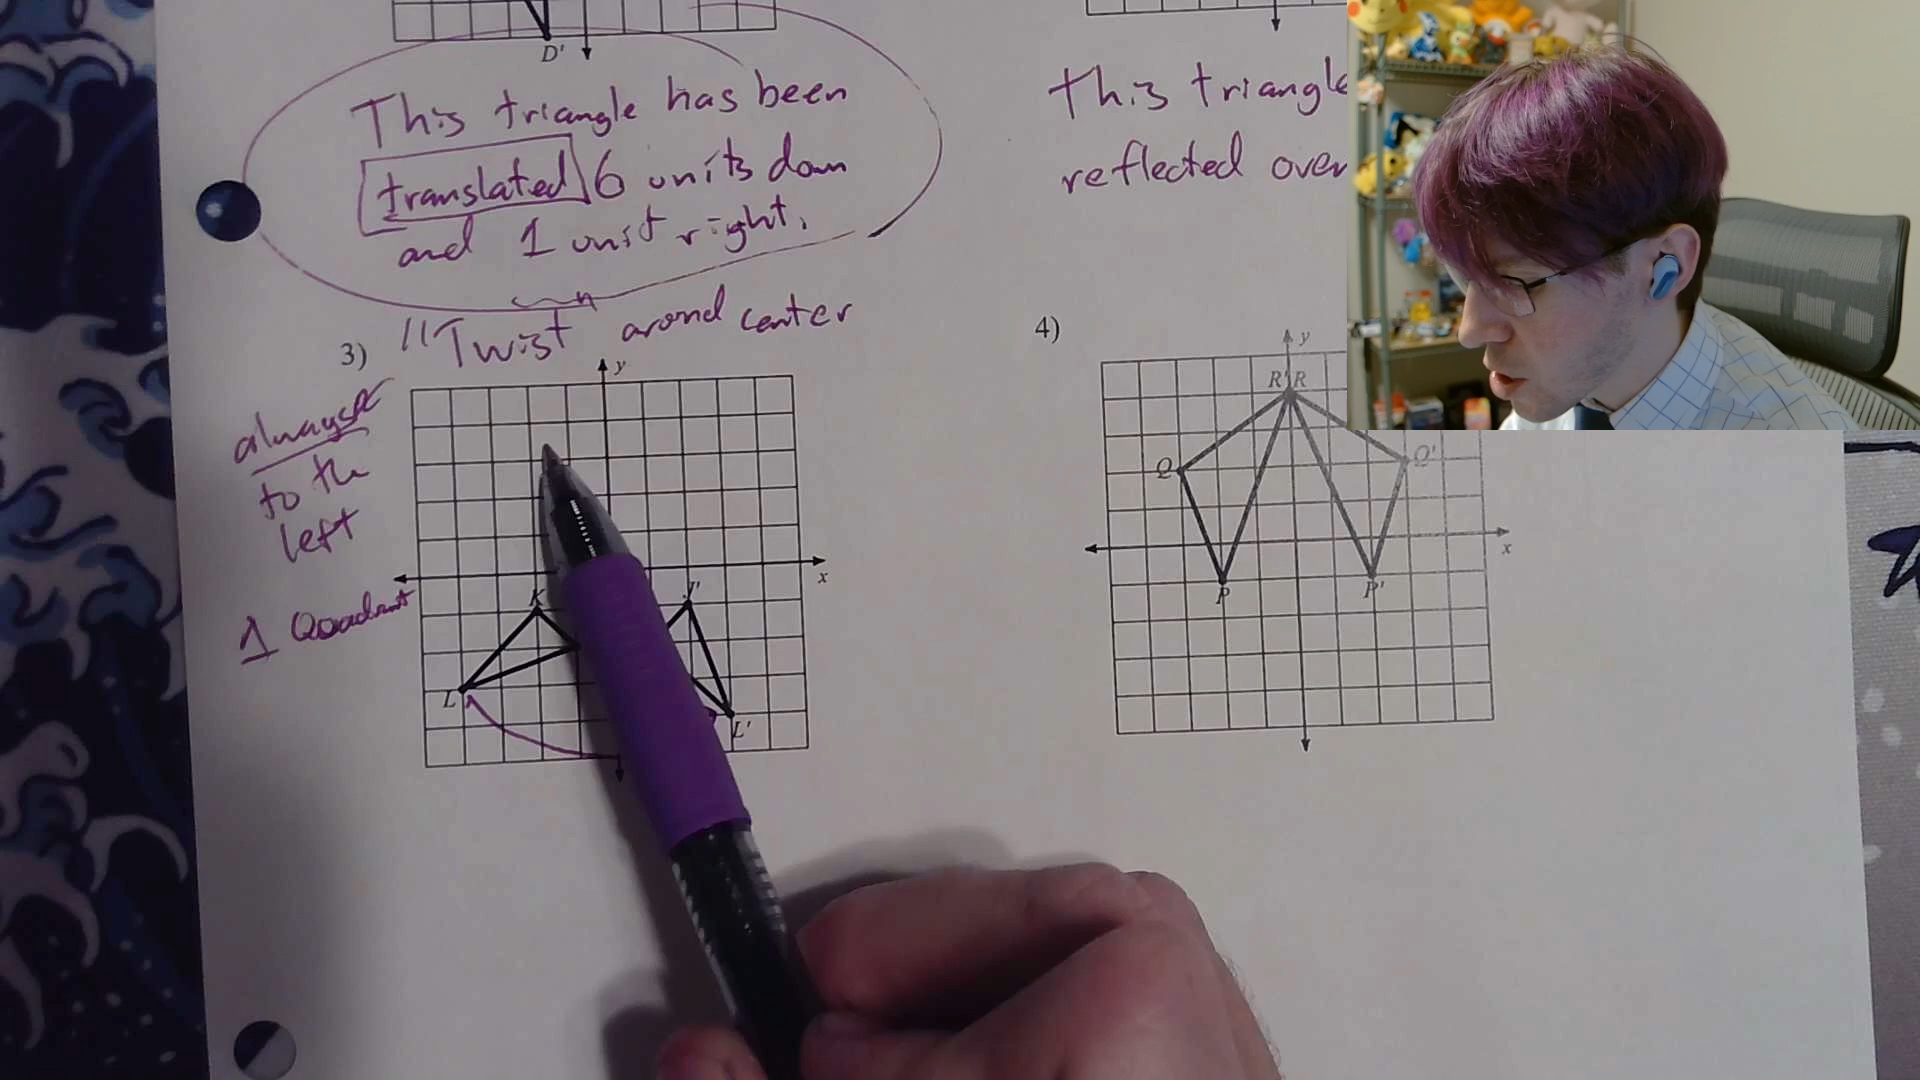 D'
This triangle has been
translated 6 units down
and 1 unit right.
This triangle
reflected over
3) "Twist around center
always
to the
left
1 Quadrant
y
x
K
J'
L
L'
4)
y
R' R
Q
Q'
x
P
P'